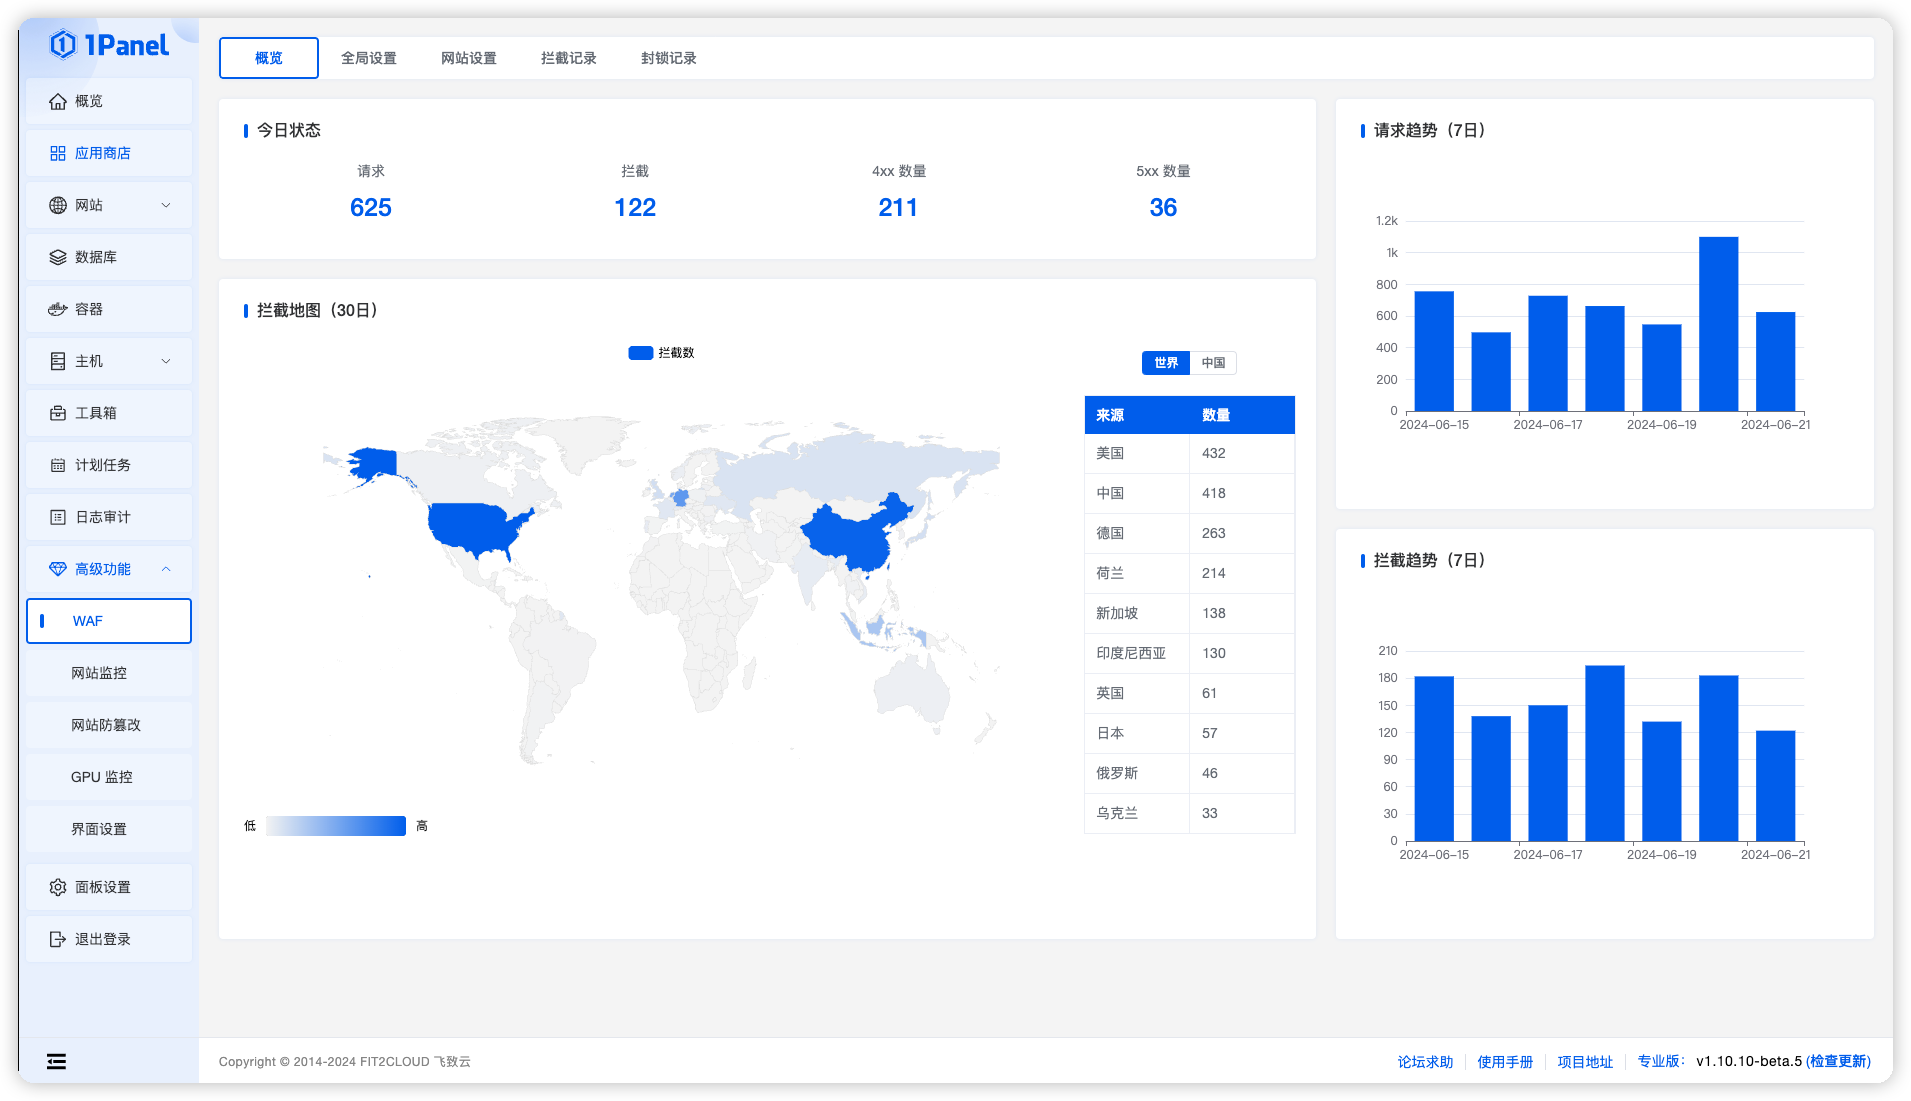 1Panel
概览
应用商店
网站
数据库
容器
主机
工具箱
计划任务
日志审计
高级功能
WAF
网站监控
网站防篡改
GPU 监控
界面设置
面板设置
退出登录
概览 全局设置 网站设置 拦截记录 封锁记录
今日状态
请求 拦截 4xx 数量 5xx 数量
625 122 211 36
拦截地图（30日）
拦截数
世界 中国
来源 数量
美国 432
中国 418
德国 263
荷兰 214
新加坡 138
印度尼西亚 130
英国 61
日本 57
俄罗斯 46
乌克兰 33
低 高
请求趋势（7日）
1.2k
1k
800
600
400
200
0
2024-06-15 2024-06-17 2024-06-19 2024-06-21
拦截趋势（7日）
210
180
150
120
90
60
30
0
2024-06-15 2024-06-17 2024-06-19 2024-06-21
Copyright © 2014-2024 FIT2CLOUD 飞致云
论坛求助 使用手册 项目地址 专业版： v1.10.10-beta.5 (检查更新)